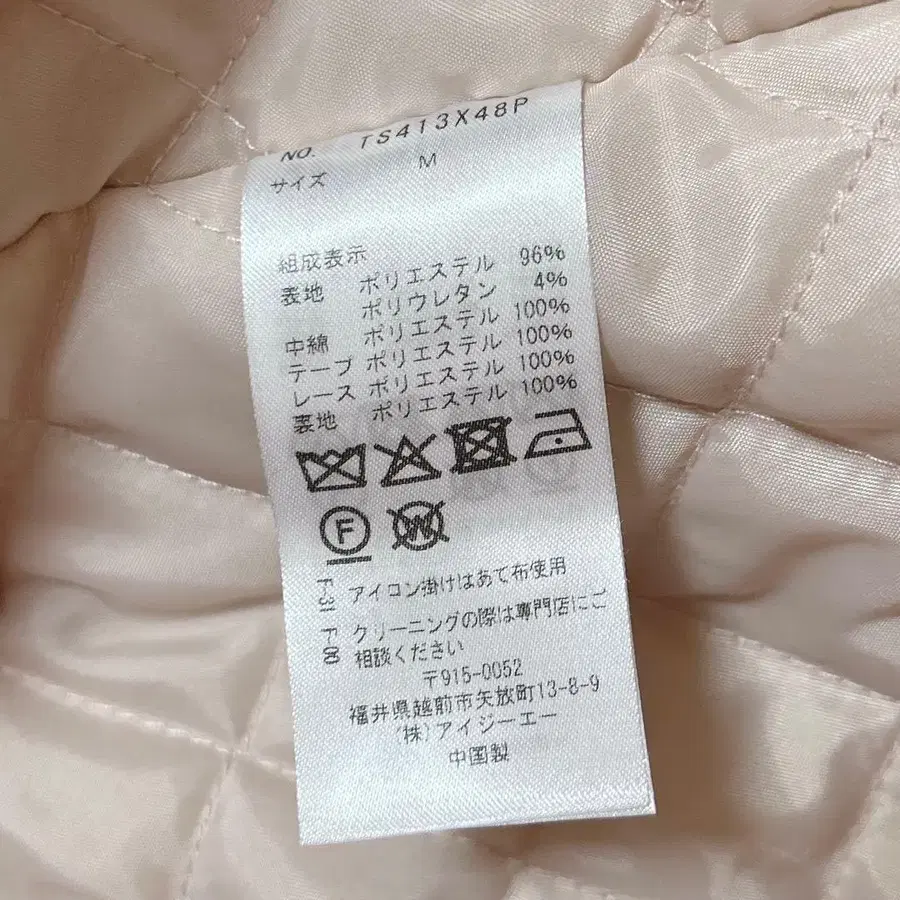 NO. TS413X48P
サイズ M
組成表示
表地 ポリエステル 96%
ポリウレタン 4%
中綿 ポリエステル 100%
テープ ポリエステル 100%
レース ポリエステル 100%
裏地 ポリエステル 100%
F W
F-31 アイロン掛けはあて布使用
F-00 クリーニングの際は専門店にご
相談ください
〒915-0052
福井県越前市矢放町13-8-9
(株)アイジーエー
中国製